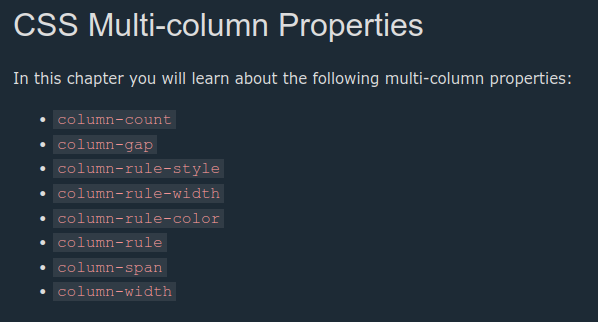 CSS Multi-column Properties
In this chapter you will learn about the following multi-column properties:
• column-count
• column-gap
• column-rule-style
• column-rule-width
• column-rule-color
• column-rule
• column-span
• column-width